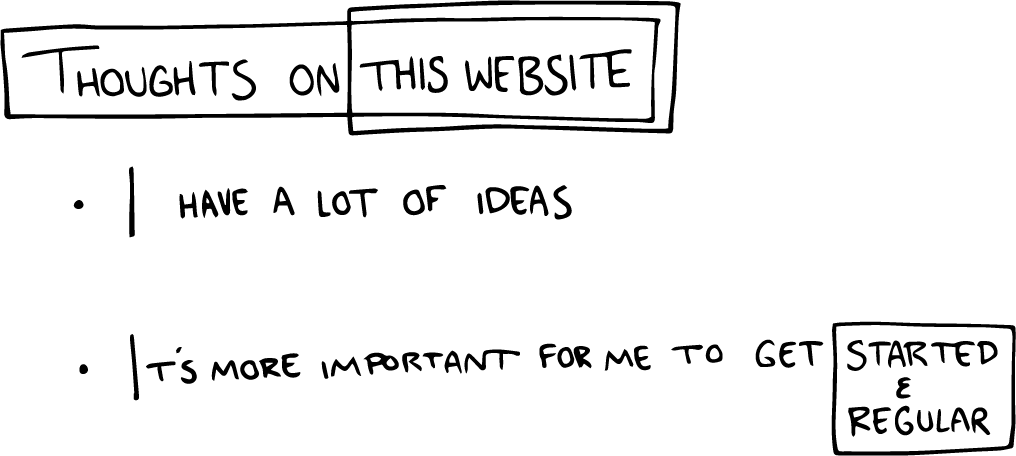 THOUGHTS ON THIS WEBSITE
• I HAVE A LOT OF IDEAS
• IT'S MORE IMPORTANT FOR ME TO GET STARTED
&
REGULAR